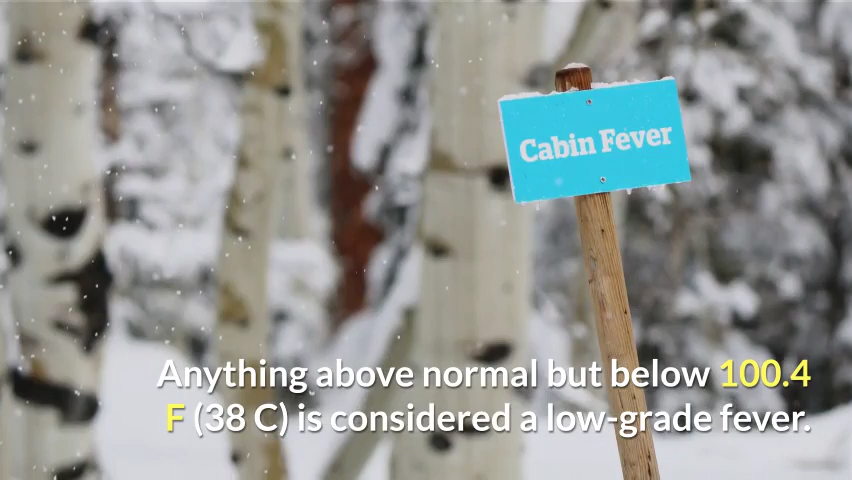 Cabin Fever
Anything above normal but below 100.4
F (38 C) is considered a low-grade fever.